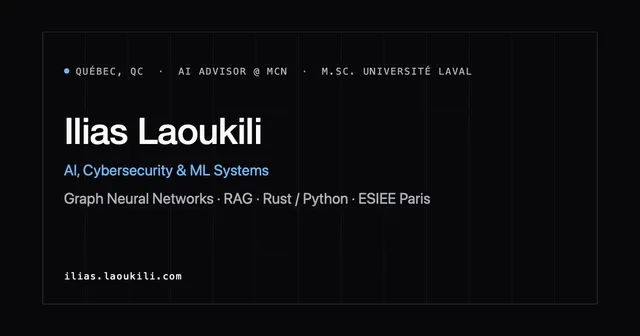 QUÉBEC, QC · AI ADVISOR @ MCN · M.SC. UNIVERSITÉ LAVAL
Ilias Laoukili
AI, Cybersecurity & ML Systems
Graph Neural Networks · RAG · Rust / Python · ESIEE Paris
ilias.laoukili.com